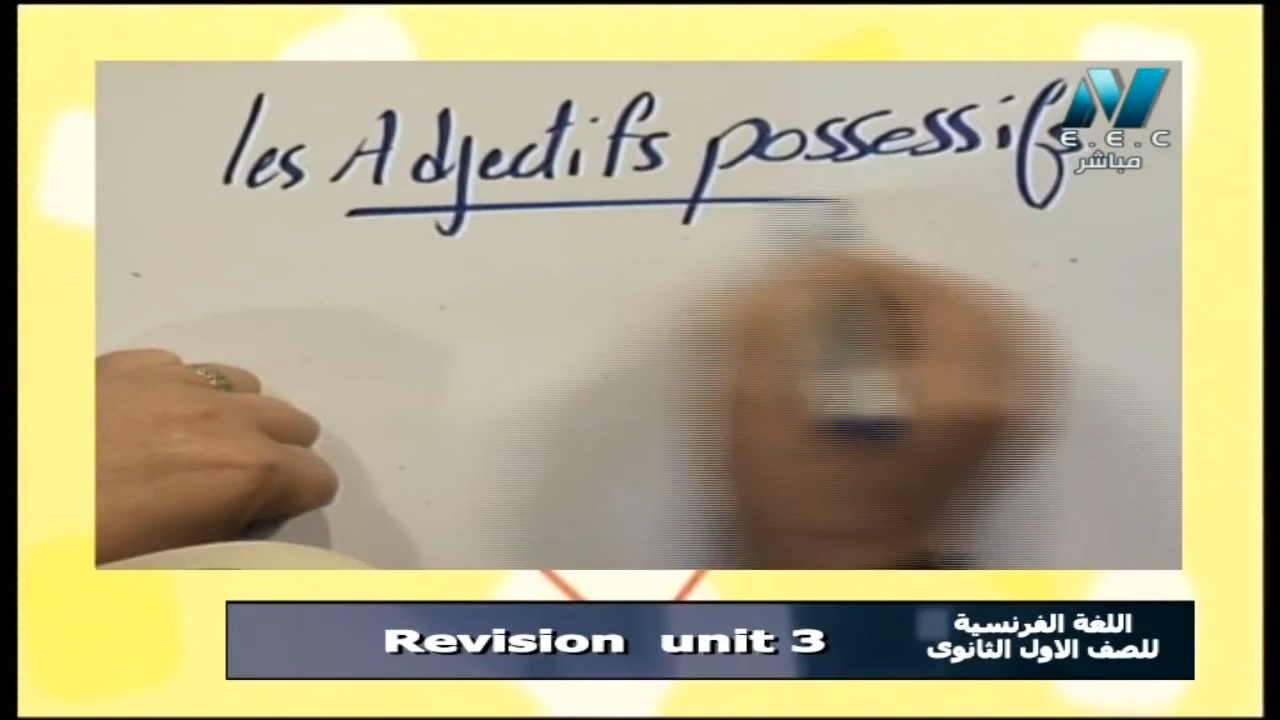 les Adjectifs possessifs
E.E.C
مباشر
Revision unit 3
اللغة الفرنسية
للصف الاول الثانوى